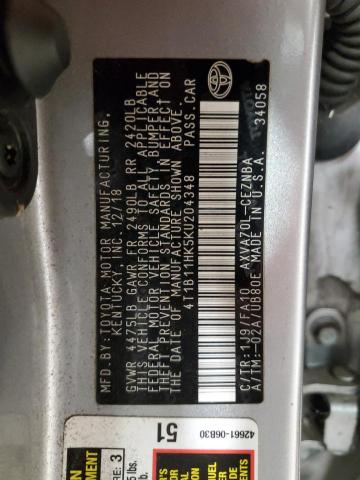 MFD.BY:TOYOTA MOTOR MANUFACTURING,
KENTUCKY, INC. 12/18
GVWR 4475LB GAWR FR 2490LB RR 2420LB
THIS VEHICLE CONFORMS TO ALL APPLICABLE
FEDERAL MOTOR VEHICLE SAFETY, BUMPER, AND
THEFT PREVENTION STANDARDS IN EFFECT ON
THE DATE OF MANUFACTURE SHOWN ABOVE.
4T1B11HK5KU204348 PASS.CAR
C/TR:1J9/FA10 AXVA70L-CEZNBA
A/TM:-02A/UB80E MADE IN U.S.A.
34058
51
42661-06B30
3